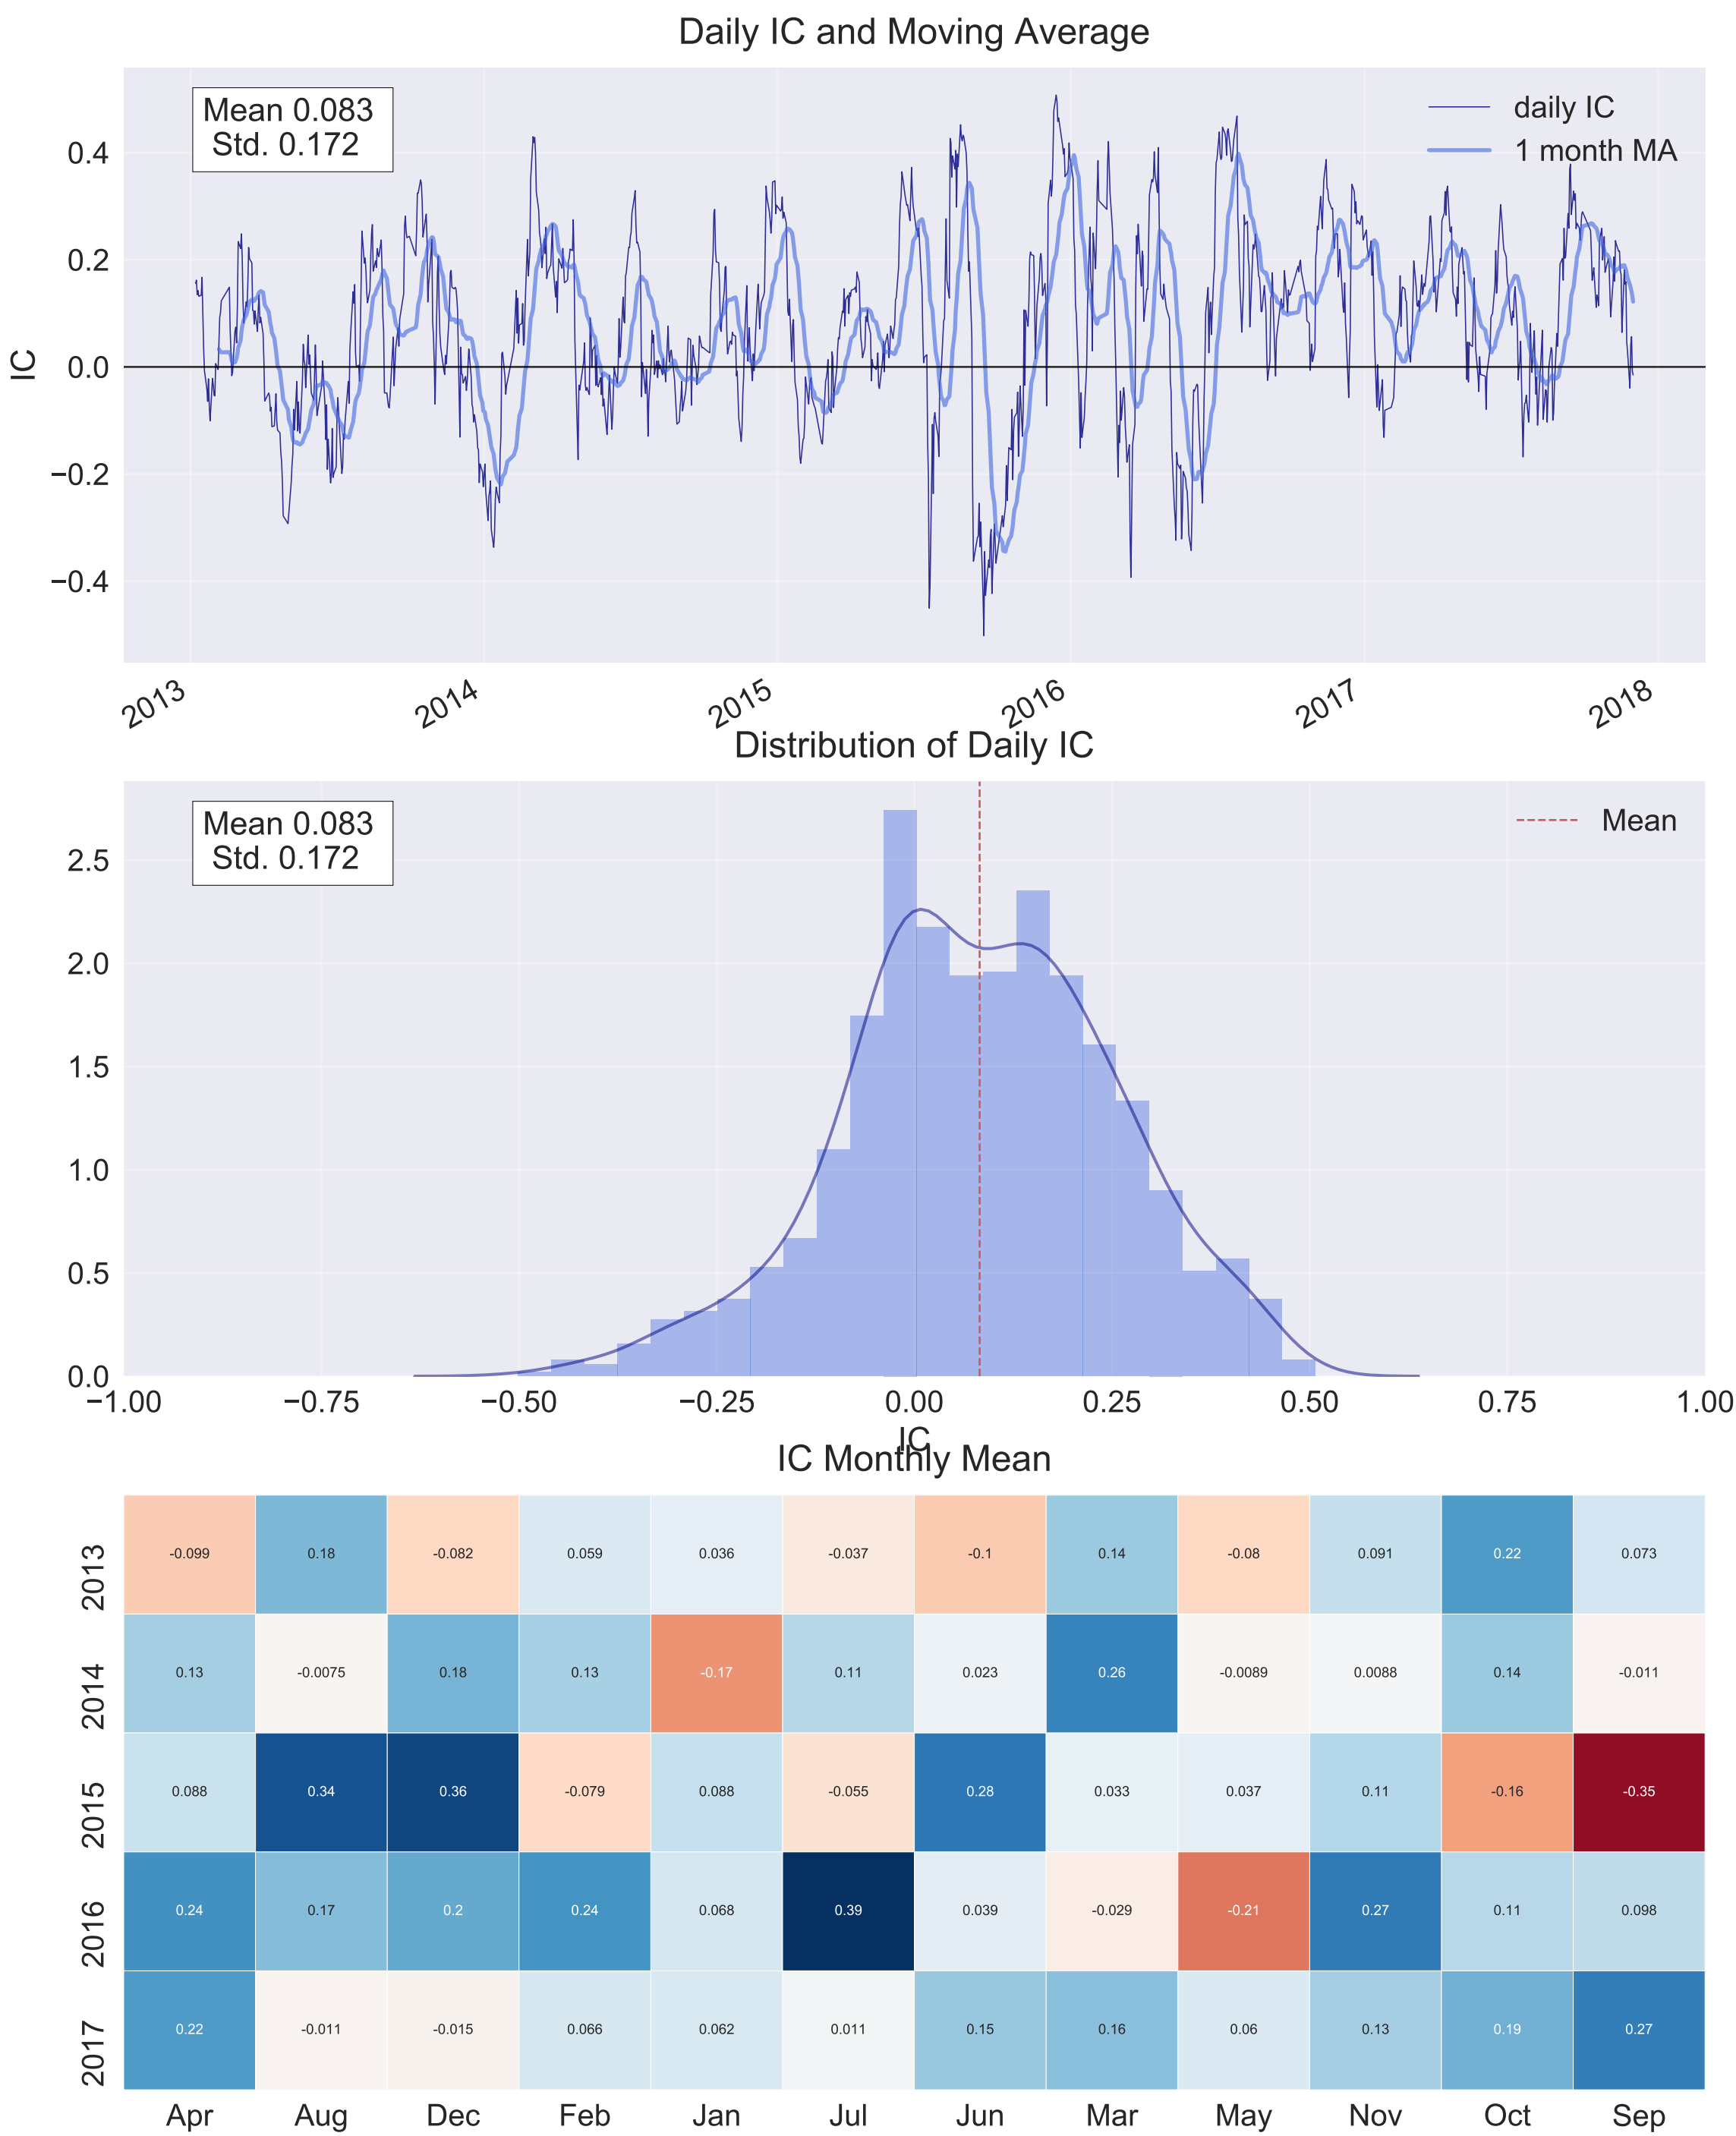 Daily IC and Moving Average
Mean 0.083
Std. 0.172
daily IC
1 month MA
0.4
0.2
0.0
−0.2
−0.4
IC
2013
2014
2015
2016
2017
2018
Distribution of Daily IC
Mean 0.083
Std. 0.172
Mean
2.5
2.0
1.5
1.0
0.5
0.0
−1.00 −0.75 −0.50 −0.25 0.00 0.25 0.50 0.75 1.00
IC
IC Monthly Mean
2013 -0.099 0.18 -0.082 0.059 0.036 -0.037 -0.1 0.14 -0.08 0.091 0.22 0.073
2014 0.13 -0.0075 0.18 0.13 -0.17 0.11 0.023 0.26 -0.0089 0.0088 0.14 -0.011
2015 0.088 0.34 0.36 -0.079 0.088 -0.055 0.28 0.033 0.037 0.11 -0.16 -0.35
2016 0.24 0.17 0.2 0.24 0.068 0.39 0.039 -0.029 -0.21 0.27 0.11 0.098
2017 0.22 -0.011 -0.015 0.066 0.062 0.011 0.15 0.16 0.06 0.13 0.19 0.27
Apr Aug Dec Feb Jan Jul Jun Mar May Nov Oct Sep